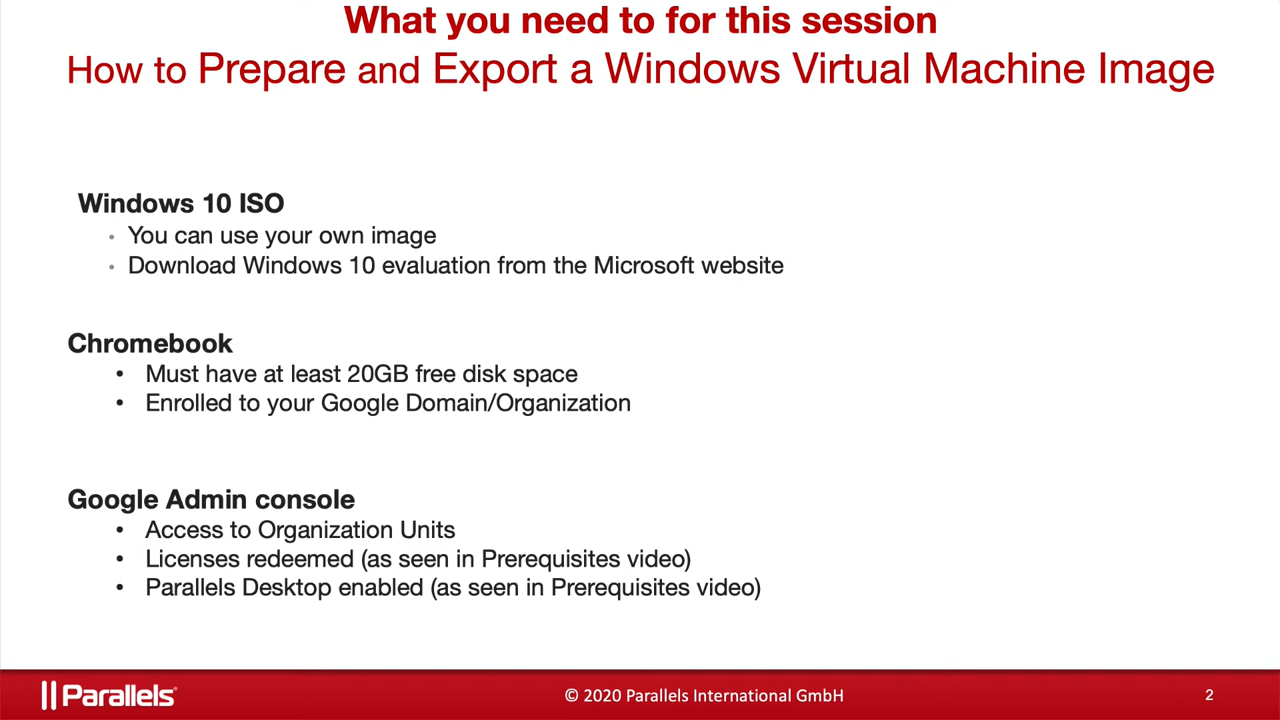 What you need to for this session
How to Prepare and Export a Windows Virtual Machine Image
Windows 10 ISO
• You can use your own image
• Download Windows 10 evaluation from the Microsoft website
Chromebook
• Must have at least 20GB free disk space
• Enrolled to your Google Domain/Organization
Google Admin console
• Access to Organization Units
• Licenses redeemed (as seen in Prerequisites video)
• Parallels Desktop enabled (as seen in Prerequisites video)
Parallels® © 2020 Parallels International GmbH 2